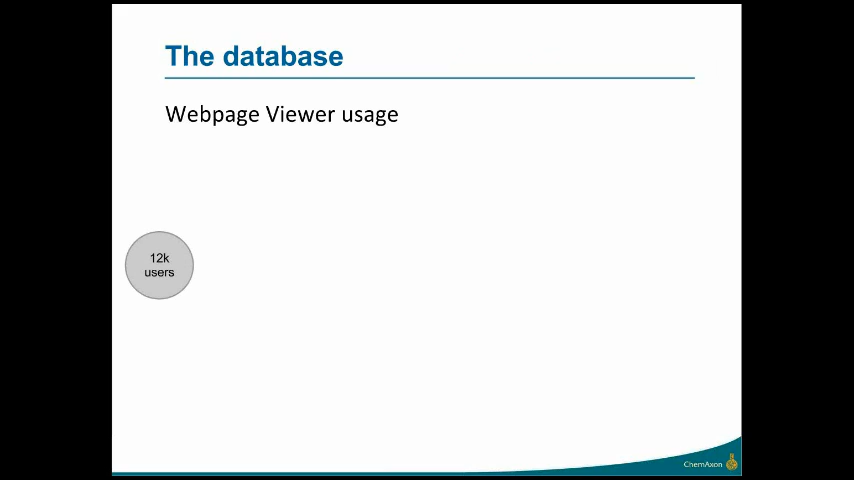 The database
Webpage Viewer usage
12k
users
ChemAxon